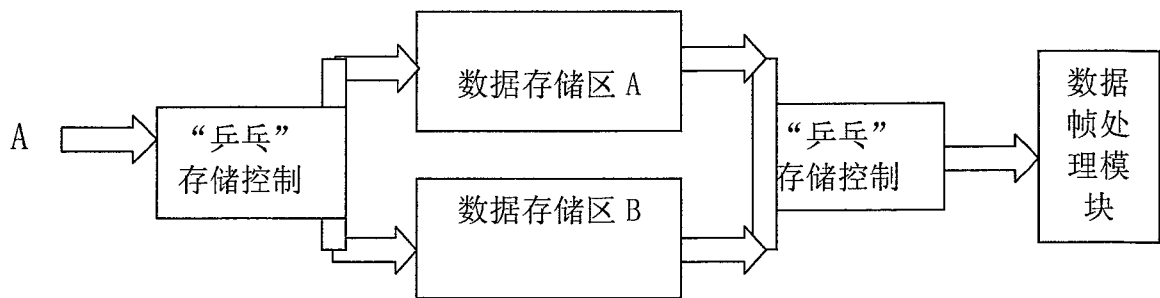 A
“乒乓”
存储控制
数据存储区 A
数据存储区 B
“乒乓”
存储控制
数据
帧处
理模
块